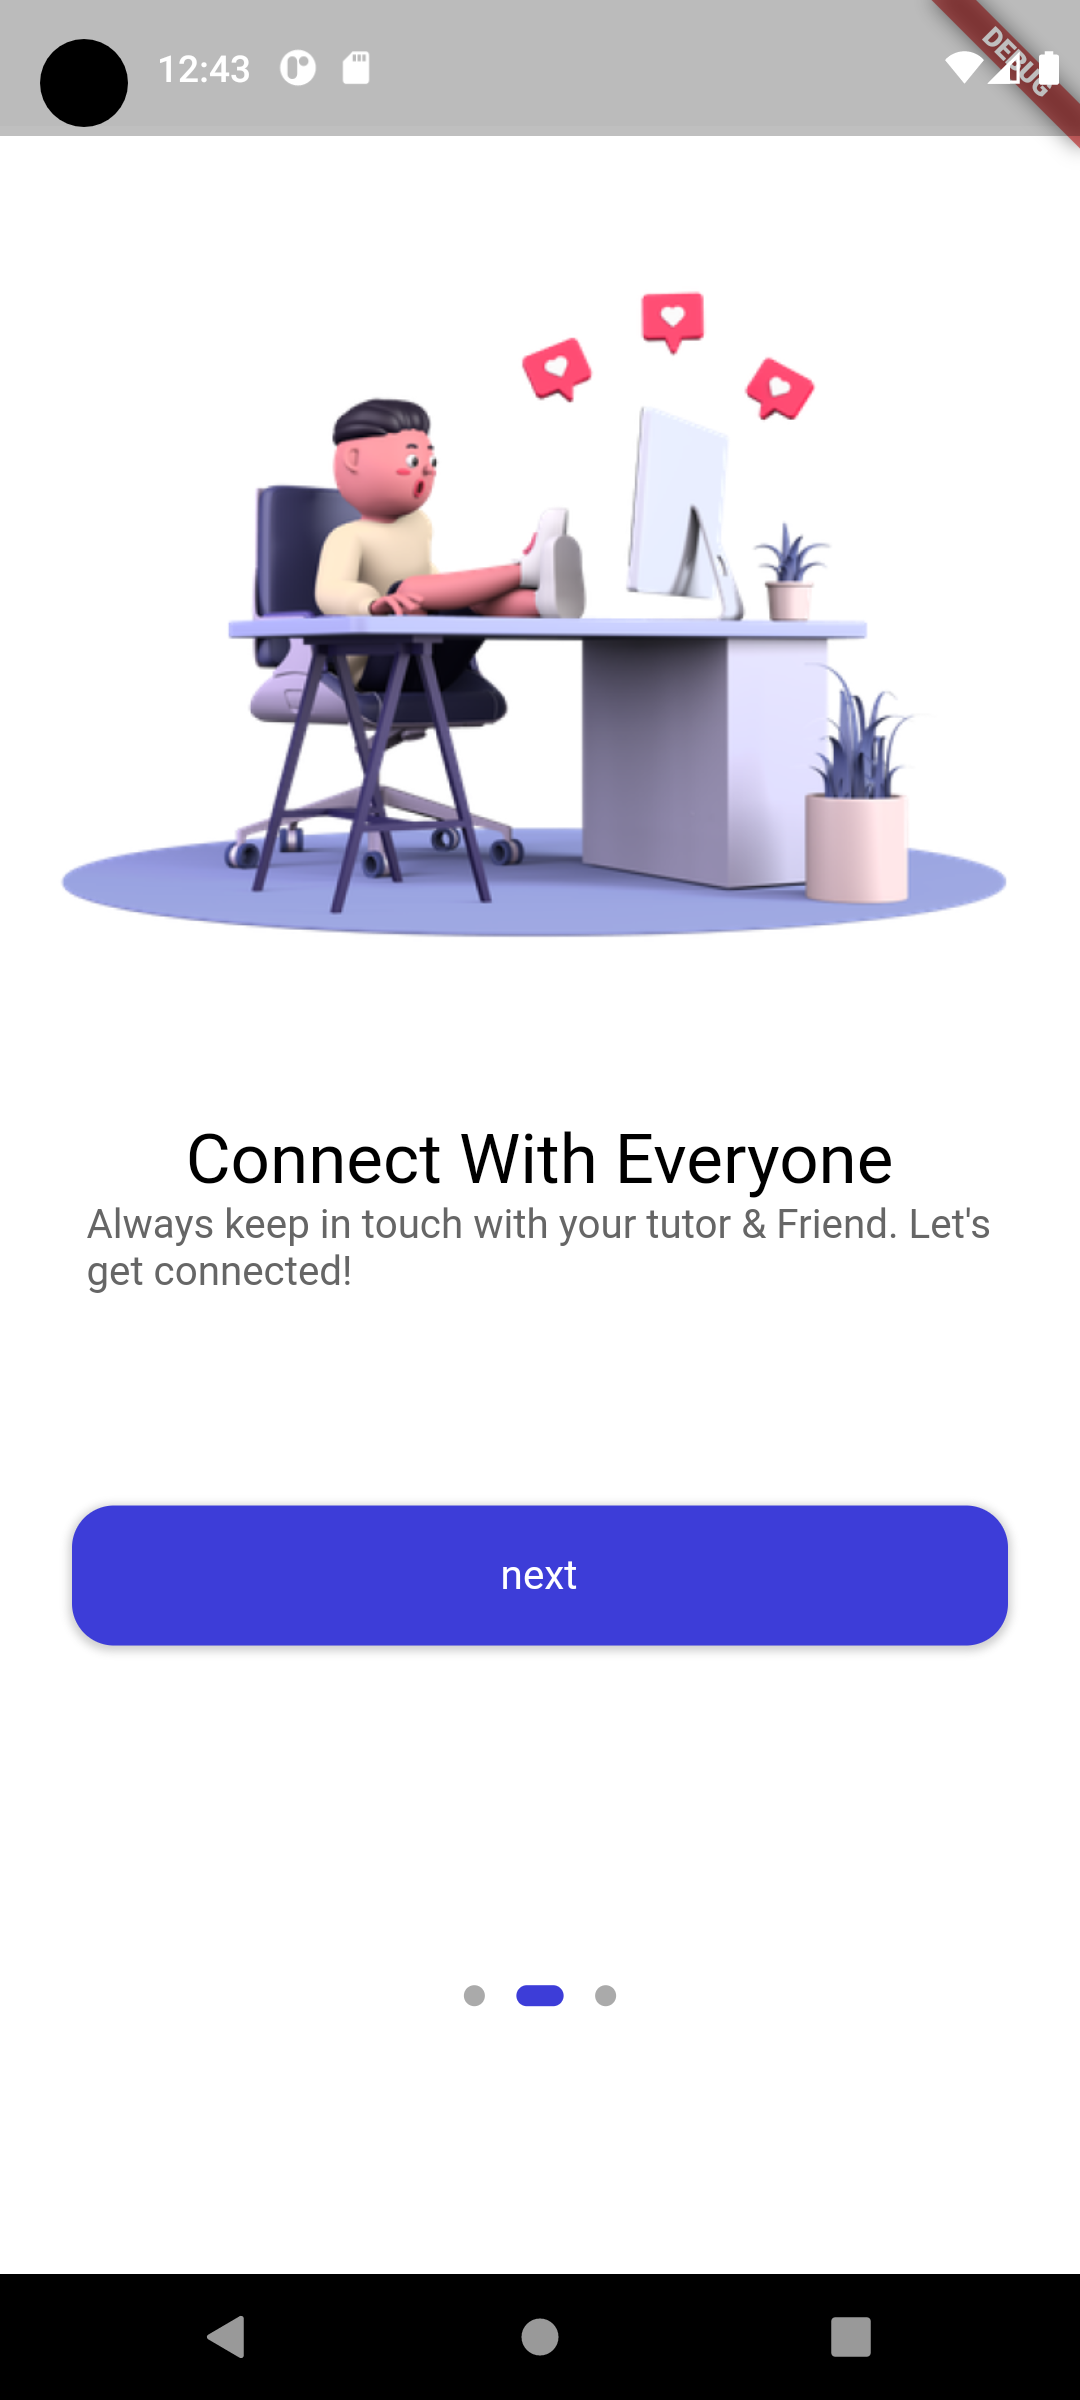 12:43
DEBUG
Connect With Everyone
Always keep in touch with your tutor & Friend. Let's
get connected!
next